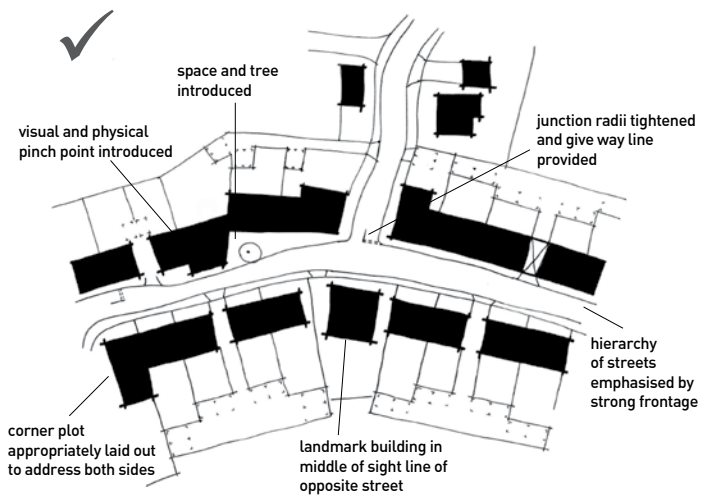 space and tree
introduced
visual and physical
pinch point introduced
junction radii tightened
and give way line
provided
hierarchy
of streets
emphasised by
strong frontage
corner plot
appropriately laid out
to address both sides
landmark building in
middle of sight line of
opposite street